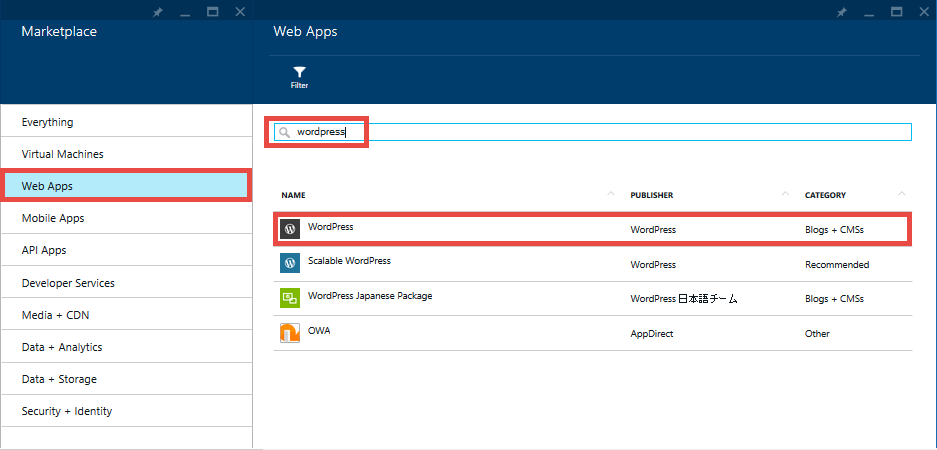 Marketplace
Everything
Virtual Machines
Web Apps
Mobile Apps
API Apps
Developer Services
Media + CDN
Data + Analytics
Data + Storage
Security + Identity
Web Apps
Filter
wordpress
NAME PUBLISHER CATEGORY
WordPress WordPress Blogs + CMSs
Scalable WordPress WordPress Recommended
WordPress Japanese Package WordPress 日本語チーム Blogs + CMSs
OWA AppDirect Other